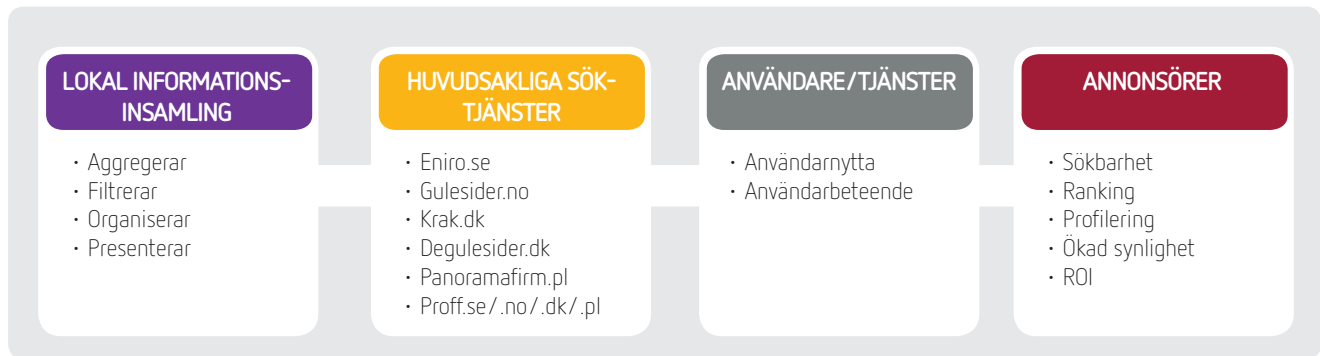 LOKAL INFORMATIONS-
INSAMLING
· Aggregerar
· Filtrerar
· Organiserar
· Presenterar
HUVUDSAKLIGA SÖK-
TJÄNSTER
· Eniro.se
· Gulesider.no
· Krak.dk
· Degulesider.dk
· Panoramafirm.pl
· Proff.se/.no/.dk/.pl
ANVÄNDARE/TJÄNSTER
· Användarnytta
· Användarbeteende
ANNONSÖRER
· Sökbarhet
· Ranking
· Profilering
· Ökad synlighet
· ROI